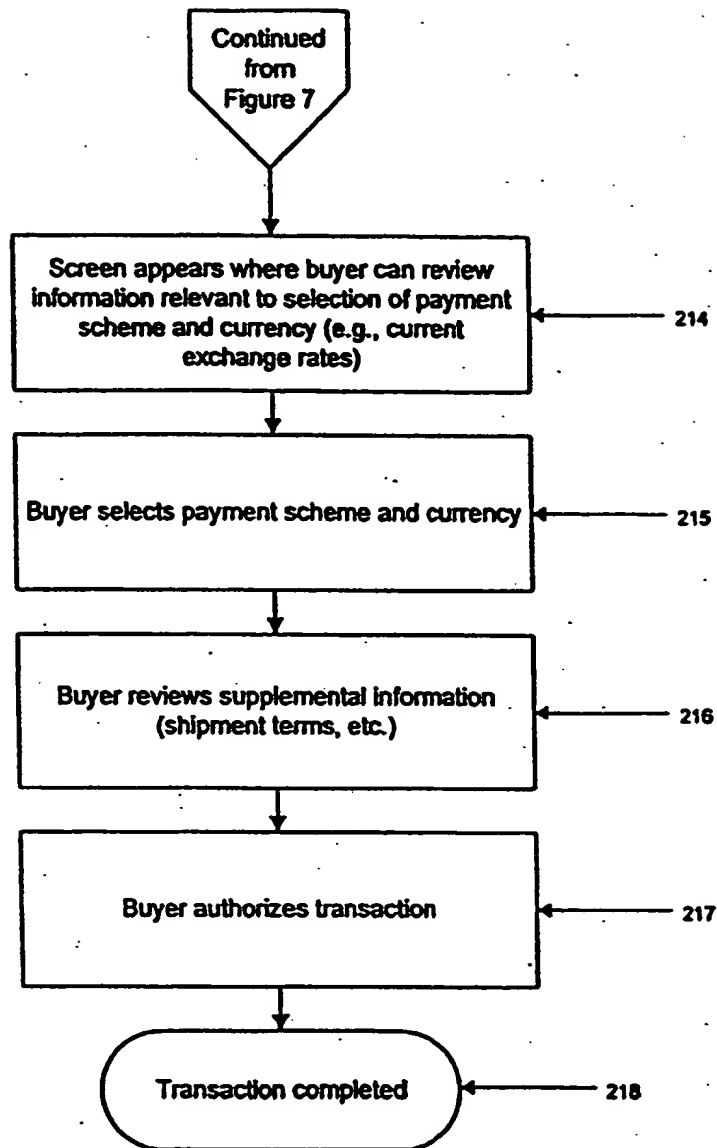 Continued
from
Figure 7
Screen appears where buyer can review
information relevant to selection of payment
scheme and currency (e.g., current
exchange rates)
214
Buyer selects payment scheme and currency
215
Buyer reviews supplemental information
(shipment terms, etc.)
216
Buyer authorizes transaction
217
Transaction completed
218